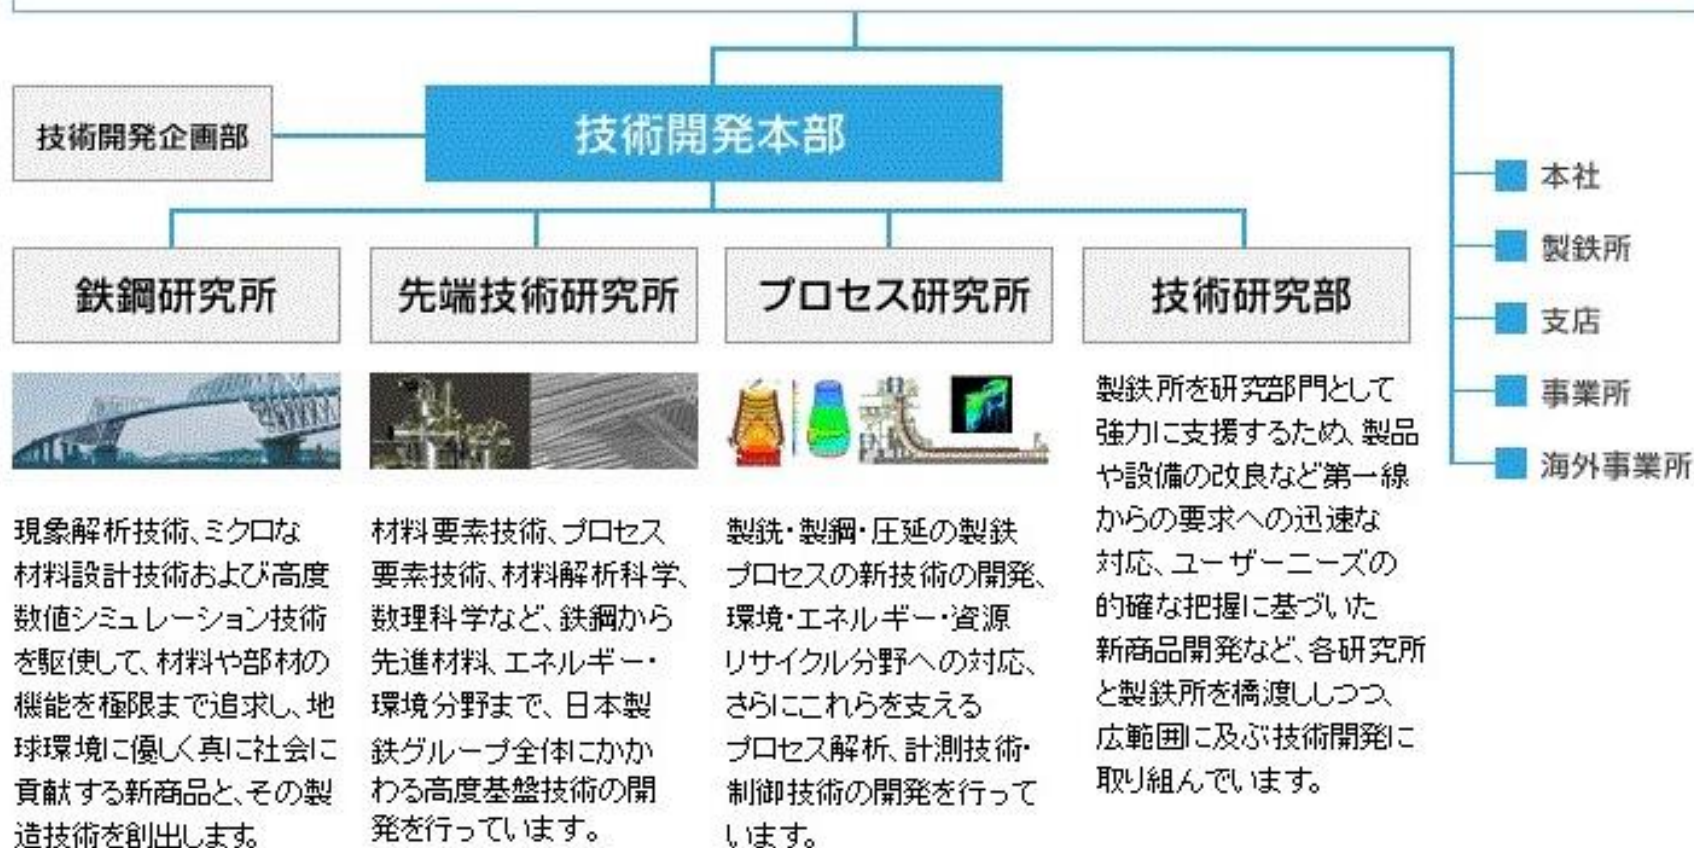 技術開発企画部
技術開発本部
本社
製鉄所
支店
事業所
海外事業所
鉄鋼研究所
現象解析技術、ミクロな
材料設計技術および高度
数値シミュレーション技術
を駆使して、材料や部材の
機能を極限まで追求し、地
球環境に優しく真に社会に
貢献する新商品と、その製
造技術を創出します。
先端技術研究所
材料要素技術、プロセス
要素技術、材料解析科学、
数理科学など、鉄鋼から
先進材料、エネルギー・
環境分野まで、日本製
鉄グループ全体にかか
わる高度基盤技術の開
発を行っています。
プロセス研究所
製銑・製鋼・圧延の製鉄
プロセスの新技術の開発、
環境・エネルギー・資源
リサイクル分野への対応、
さらにこれらを支える
プロセス解析、計測技術・
制御技術の開発を行って
います。
技術研究部
製鉄所を研究部門として
強力に支援するため、製品
や設備の改良など第一線
からの要求への迅速な
対応、ユーザーニーズの
的確な把握に基づいた
新商品開発など、各研究所
と製鉄所を橋渡ししつつ、
広範囲に及ぶ技術開発に
取り組んでいます。